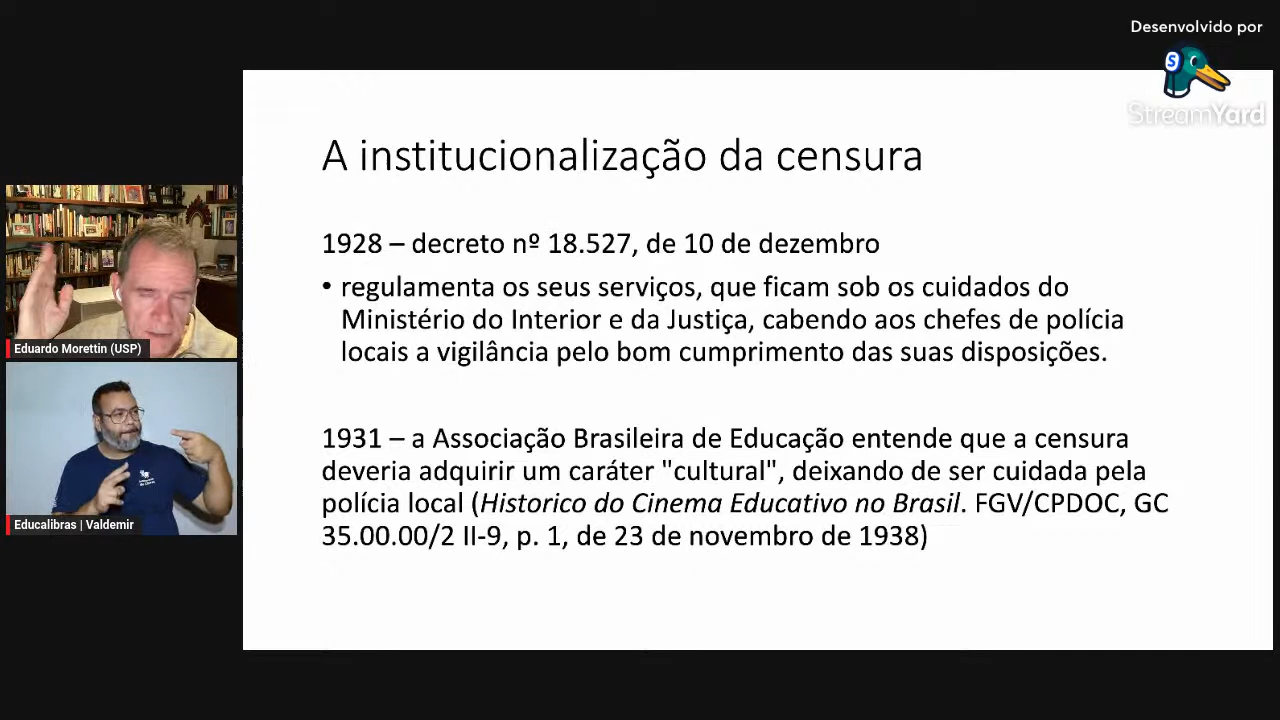 Desenvolvido por
S
StreamYard
A institucionalização da censura
1928 – decreto nº 18.527, de 10 de dezembro
• regulamenta os seus serviços, que ficam sob os cuidados do
Ministério do Interior e da Justiça, cabendo aos chefes de polícia
locais a vigilância pelo bom cumprimento das suas disposições.
1931 – a Associação Brasileira de Educação entende que a censura
deveria adquirir um caráter "cultural", deixando de ser cuidada pela
polícia local (Historico do Cinema Educativo no Brasil. FGV/CPDOC, GC
35.00.00/2 II-9, p. 1, de 23 de novembro de 1938)
Eduardo Morettin (USP)
Educalibras | Valdemir